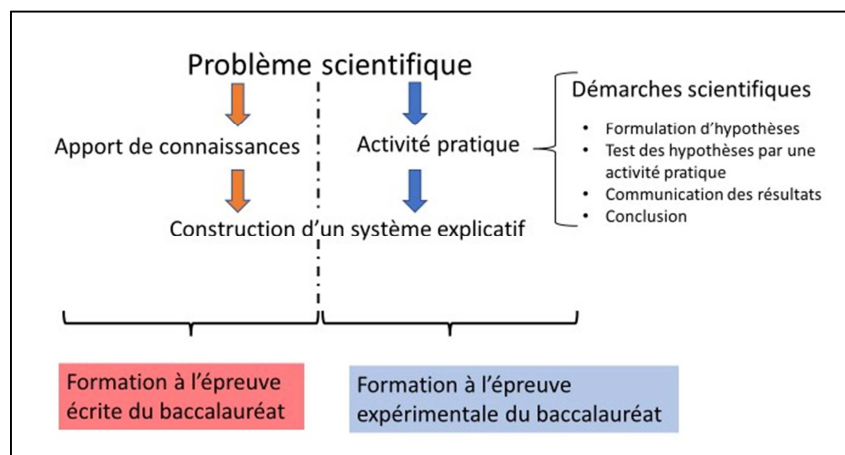 Problème scientifique
Apport de connaissances
Activité pratique
Construction d'un système explicatif
Démarches scientifiques
• Formulation d'hypothèses
• Test des hypothèses par une
activité pratique
• Communication des résultats
• Conclusion
Formation à l'épreuve
écrite du baccalauréat
Formation à l'épreuve
expérimentale du baccalauréat